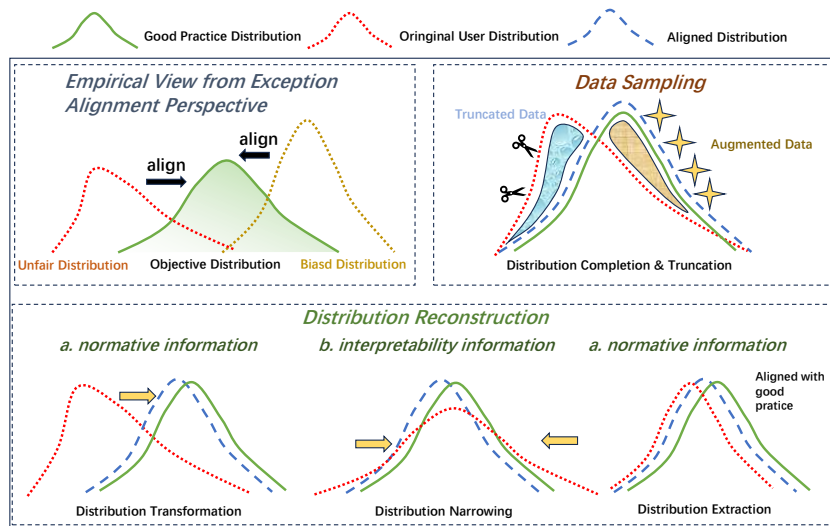 Good Practice Distribution
Oringinal User Distribution
Aligned Distribution
Empirical View from Exception
Alignment Perspective
align
align
Unfair Distribution
Objective Distribution
Biasd Distribution
Data Sampling
Truncated Data
Augmented Data
Distribution Completion & Truncation
Distribution Reconstruction
a. normative information
b. interpretability information
a. normative information
Aligned with
good
pratice
Distribution Transformation
Distribution Narrowing
Distribution Extraction